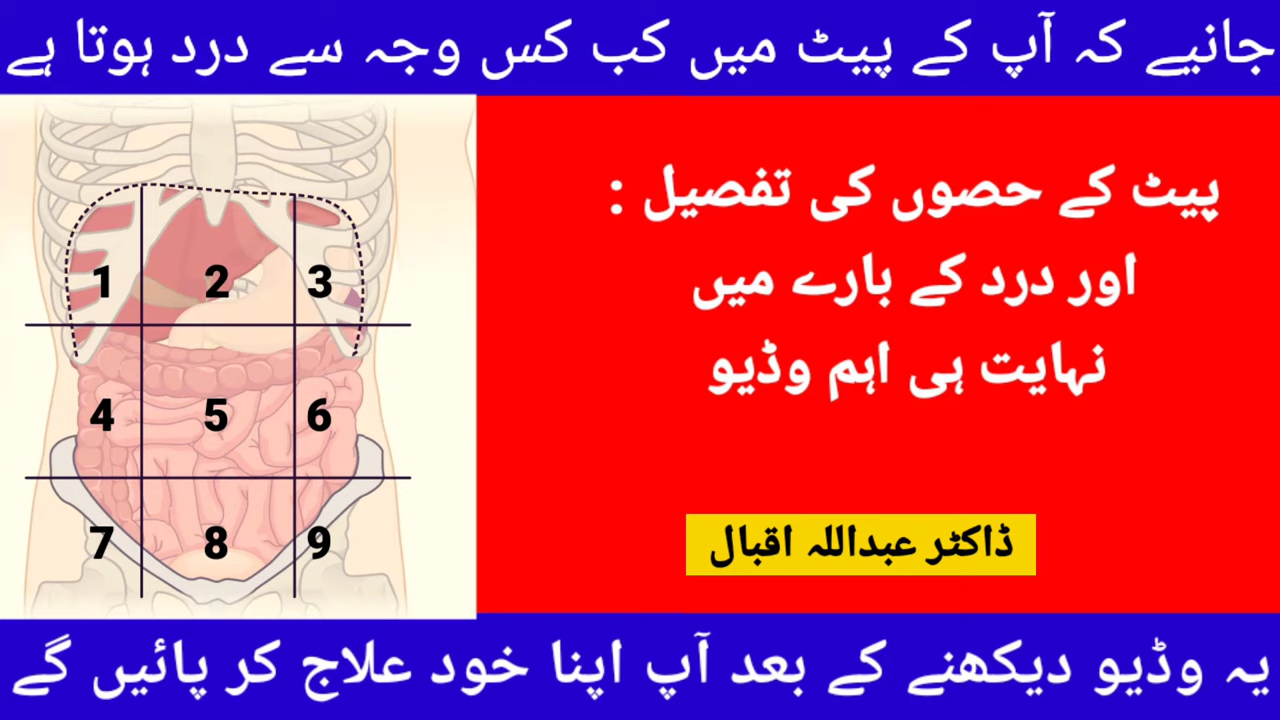 جانیے کہ آپ کے پیٹ میں کب کس وجہ سے درد ہوتا ہے
پیٹ کے حصوں کی تفصیل :
اور درد کے بارے میں
نہایت ہی اہم وڈیو
ڈاکٹر عبداللہ اقبال
1 2 3
4 5 6
7 8 9
یہ وڈیو دیکھنے کے بعد آپ اپنا خود علاج کر پائیں گے